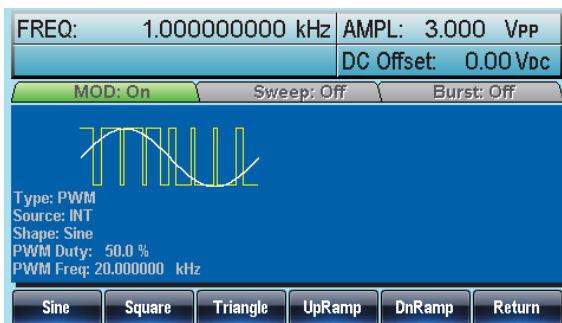 FREQ: 1.0000000000 kHz AMPL: 3.000 VPP
DC Offset: 0.00 VDC
MOD: On Sweep: Off Burst: Off
Type: PWM
Source: INT
Shape: Sine
PWM Duty: 50.0 %
PWM Freq: 20.000000 kHz
Sine Square Triangle UpRamp DnRamp Return